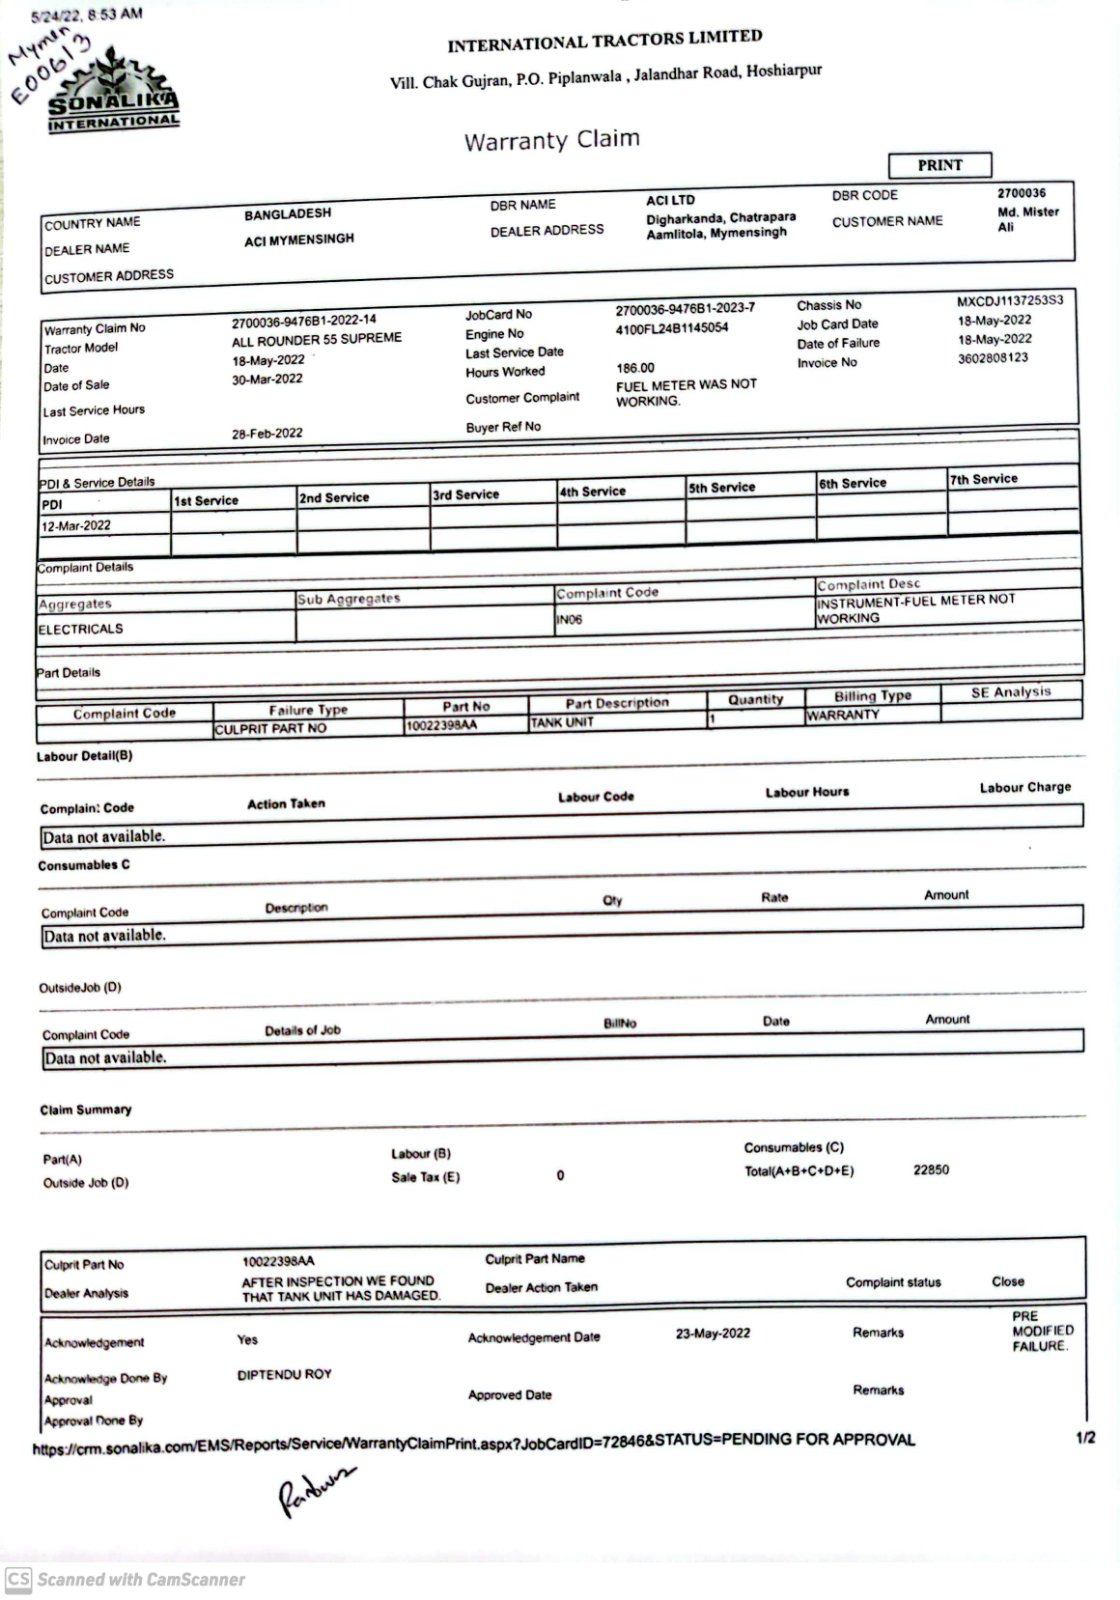 5/24/22, 8:53 AM
Mymen
E00613
SONALIKA
INTERNATIONAL
INTERNATIONAL TRACTORS LIMITED
Vill. Chak Gujran, P.O. Piplanwala , Jalandhar Road, Hoshiarpur
Warranty Claim
PRINT
COUNTRY NAME BANGLADESH DBR NAME ACI LTD DBR CODE 2700036
DEALER NAME ACI MYMENSINGH DEALER ADDRESS Digharkanda, Chatrapara Aamlitola, Mymensingh CUSTOMER NAME Md. Mister Ali
CUSTOMER ADDRESS
Warranty Claim No 2700036-9476B1-2022-14 JobCard No 2700036-9476B1-2023-7 Chassis No MXCDJ1137253S3
Tractor Model ALL ROUNDER 55 SUPREME Engine No 4100FL24B1145054 Job Card Date 18-May-2022
Date 18-May-2022 Last Service Date Date of Failure 18-May-2022
Date of Sale 30-Mar-2022 Hours Worked 186.00 Invoice No 3602808123
Last Service Hours Customer Complaint FUEL METER WAS NOT WORKING.
Invoice Date 28-Feb-2022 Buyer Ref No
PDI & Service Details
PDI 1st Service 2nd Service 3rd Service 4th Service 5th Service 6th Service 7th Service
12-Mar-2022
Complaint Details
Aggregates Sub Aggregates Complaint Code Complaint Desc
ELECTRICALS IN06 INSTRUMENT-FUEL METER NOT WORKING
Part Details
Complaint Code Failure Type Part No Part Description Quantity Billing Type SE Analysis
CULPRIT PART NO 10022398AA TANK UNIT 1 WARRANTY
Labour Detail(B)
Complain: Code Action Taken Labour Code Labour Hours Labour Charge
Data not available.
Consumables C
Complaint Code Description Qty Rate Amount
Data not available.
OutsideJob (D)
Complaint Code Details of Job BillNo Date Amount
Data not available.
Claim Summary
Part(A) Labour (B) Consumables (C)
Outside Job (D) Sale Tax (E) 0 Total(A+B+C+D+E) 22850
Culprit Part No 10022398AA Culprit Part Name
Dealer Analysis AFTER INSPECTION WE FOUND THAT TANK UNIT HAS DAMAGED. Dealer Action Taken Complaint status Close
Acknowledgement Yes Acknowledgement Date 23-May-2022 Remarks PRE MODIFIED FAILURE.
Acknowledge Done By DIPTENDU ROY
Approval Approved Date Remarks
Approval Done By
https://crm.sonalika.com/EMS/Reports/Service/WarrantyClaimPrint.aspx?JobCardID=72846&STATUS=PENDING FOR APPROVAL 1/2
CS Scanned with CamScanner